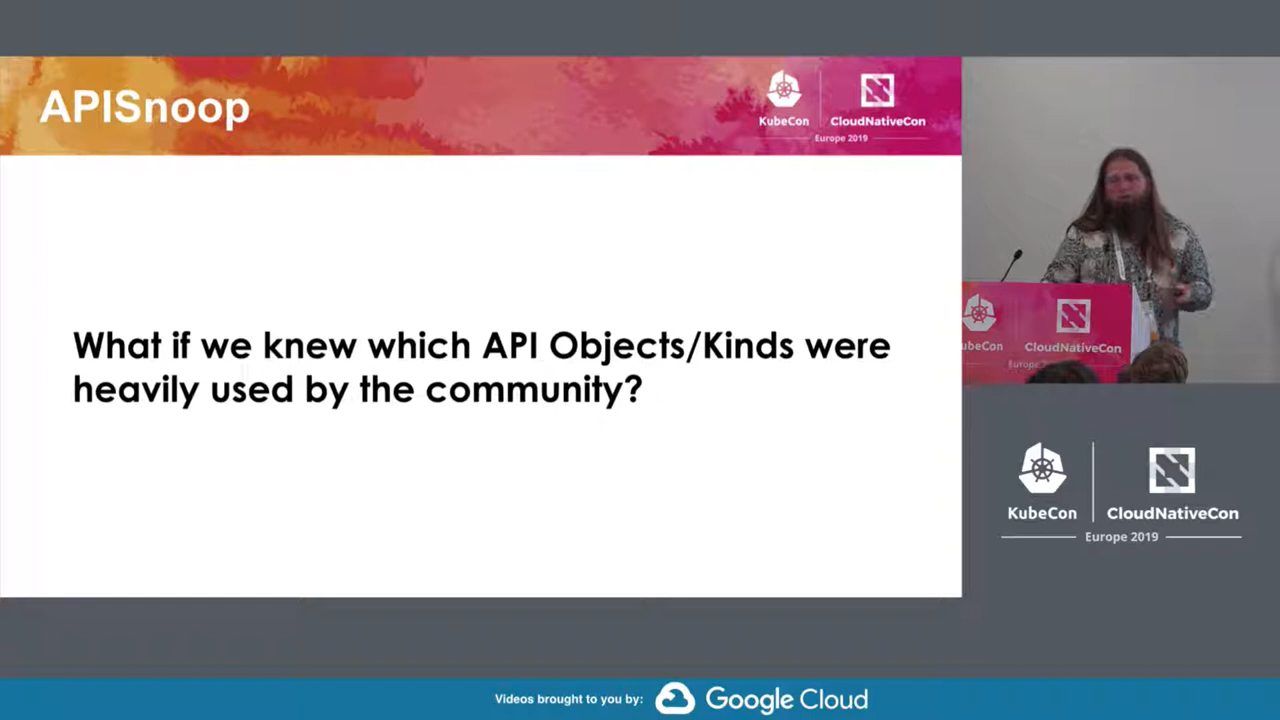 APISnoop
KubeCon
CloudNativeCon
Europe 2019
What if we knew which API Objects/Kinds were
heavily used by the community?
CloudNativeCon
KubeCon
CloudNativeCon
Europe 2019
Videos brought to you by:
Google Cloud